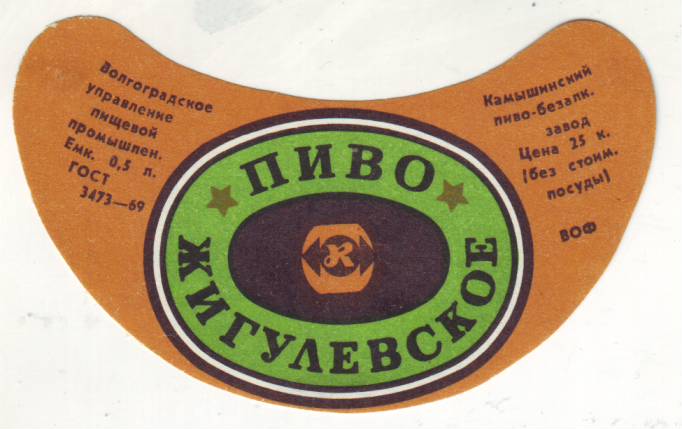 Волгоградское
управление
пищевой
промышлен.
Емк. 0,5 л.
ГОСТ
3473—69
ПИВО
ЖИГУЛЕВСКОЕ
Камышинский
пиво-безалк.
завод
Цена 25 к.
(без стоим.
посуды)
ВОФ